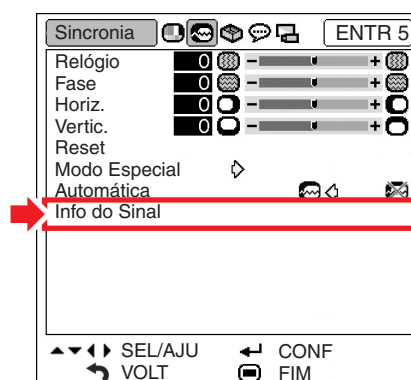 Sincronia ENTR 5
Relógio 0 - +
Fase 0 - +
Horiz. 0 - +
Vertic. 0 - +
Reset
Modo Especial
Automática
Info do Sinal
SEL/AJU CONF
VOLT FIM